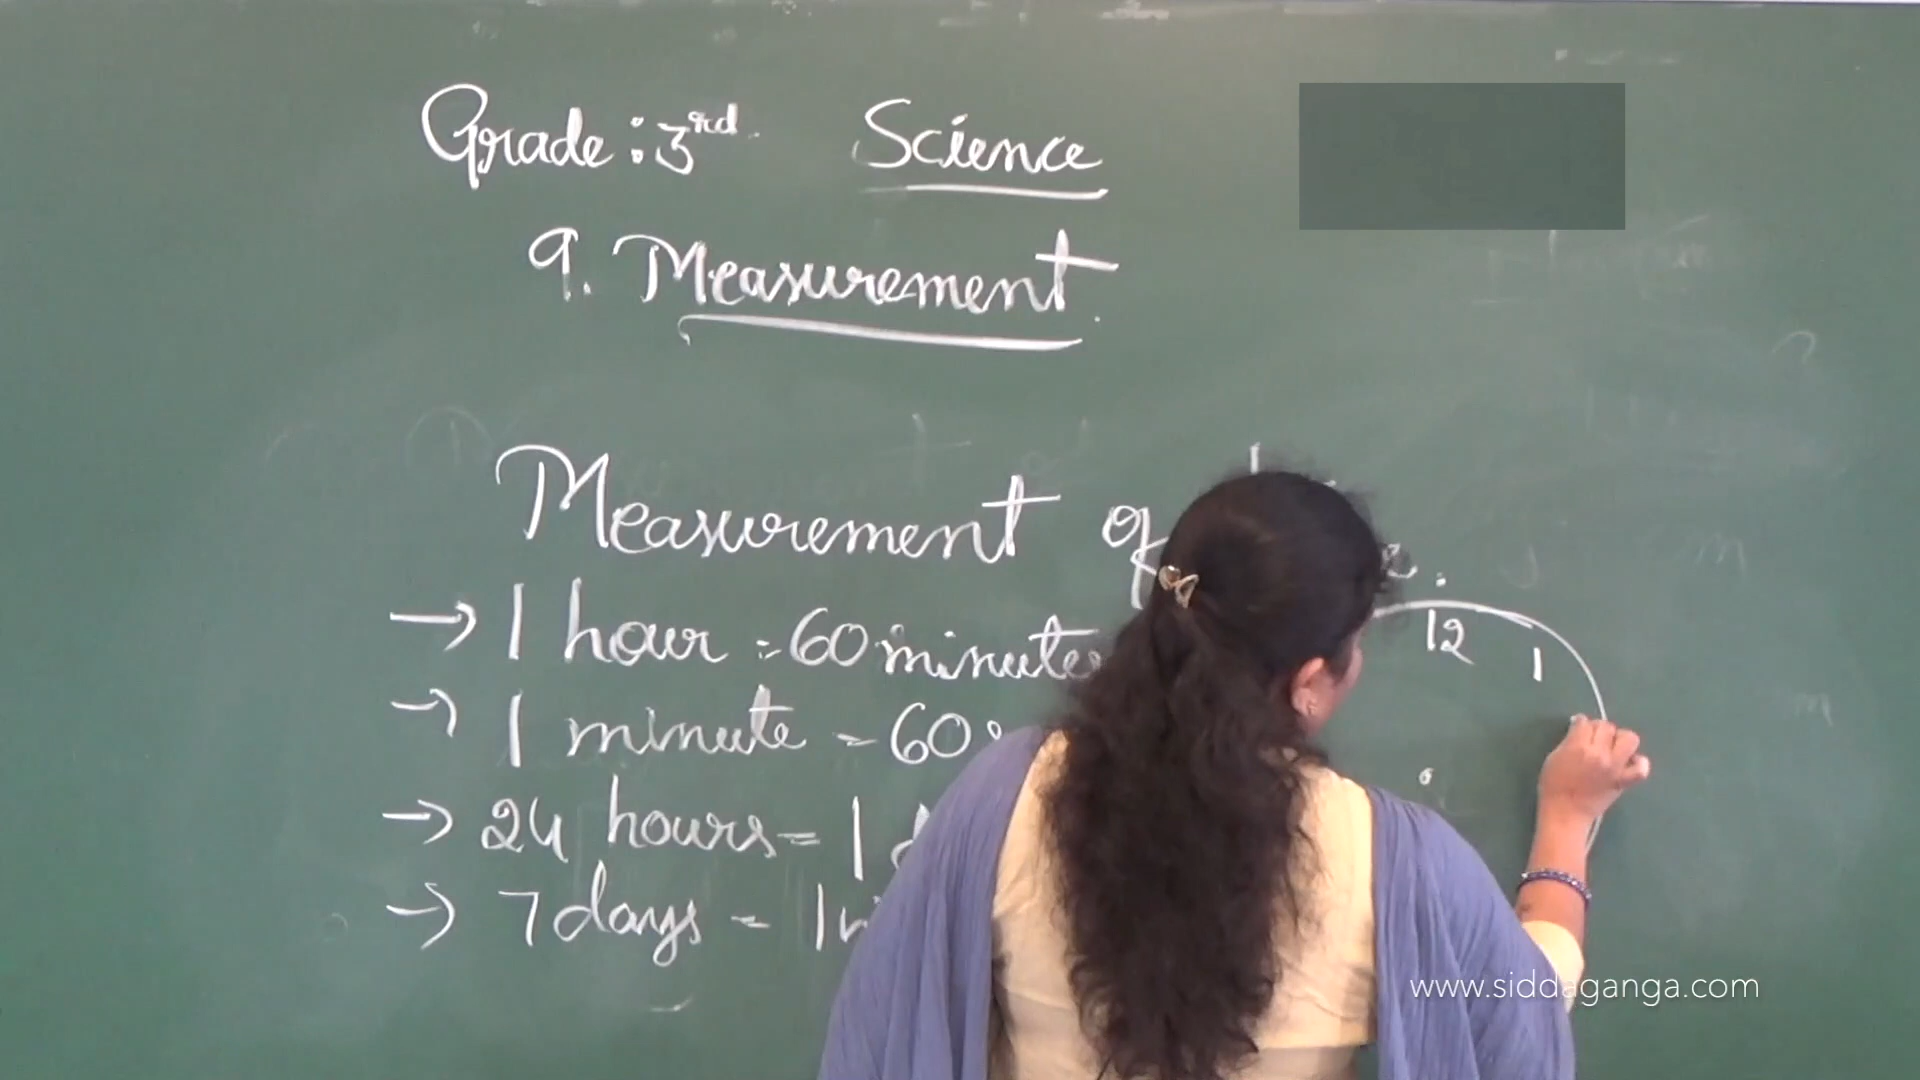 Grade: 3rd. Science
9. Measurement.
Measurement of
→ 1 hour = 60 minutes
→ 1 minute = 60
→ 24 hours = 1
→ 7 days = 1
12
1
www.siddaganga.com